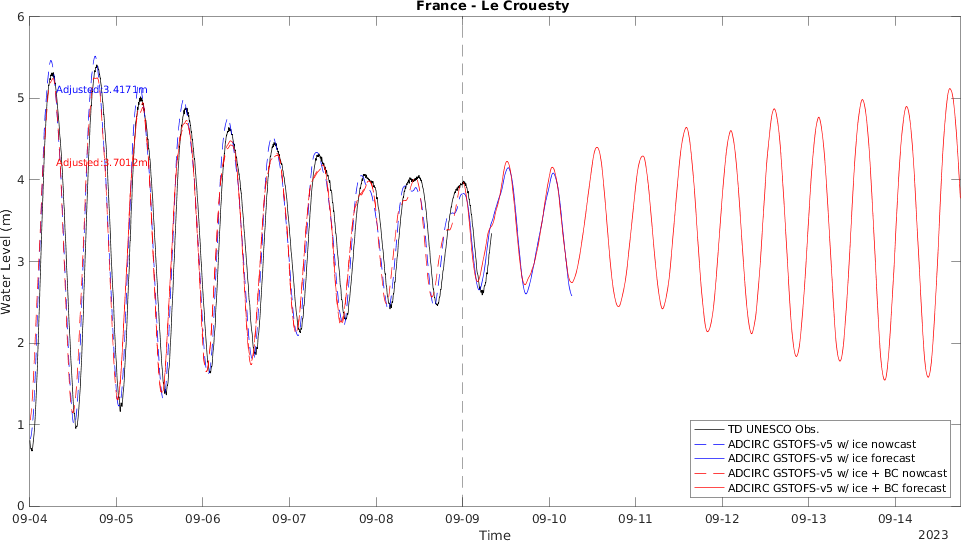 France - Le Crouesty
6
5
4
3
2
1
0
Water Level (m)
Adjusted:3.4171m
Adjusted:3.7012m
TD UNESCO Obs.
ADCIRC GSTOFS-v5 w/ ice nowcast
ADCIRC GSTOFS-v5 w/ ice forecast
ADCIRC GSTOFS-v5 w/ ice + BC nowcast
ADCIRC GSTOFS-v5 w/ ice + BC forecast
09-04 09-05 09-06 09-07 09-08 09-09 09-10 09-11 09-12 09-13 09-14
Time
2023